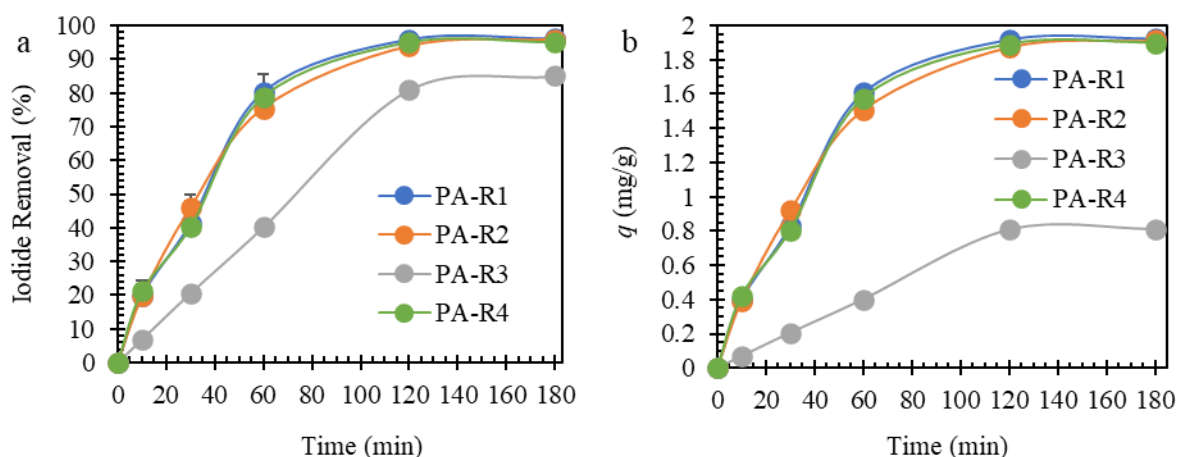 a
Iodide Removal (%)
100
90
80
70
60
50
40
30
20
10
0
PA-R1
PA-R2
PA-R3
PA-R4
0 20 40 60 80 100 120 140 160 180
Time (min)
b
q (mg/g)
2
1.8
1.6
1.4
1.2
1
0.8
0.6
0.4
0.2
0
PA-R1
PA-R2
PA-R3
PA-R4
0 20 40 60 80 100 120 140 160 180
Time (min)